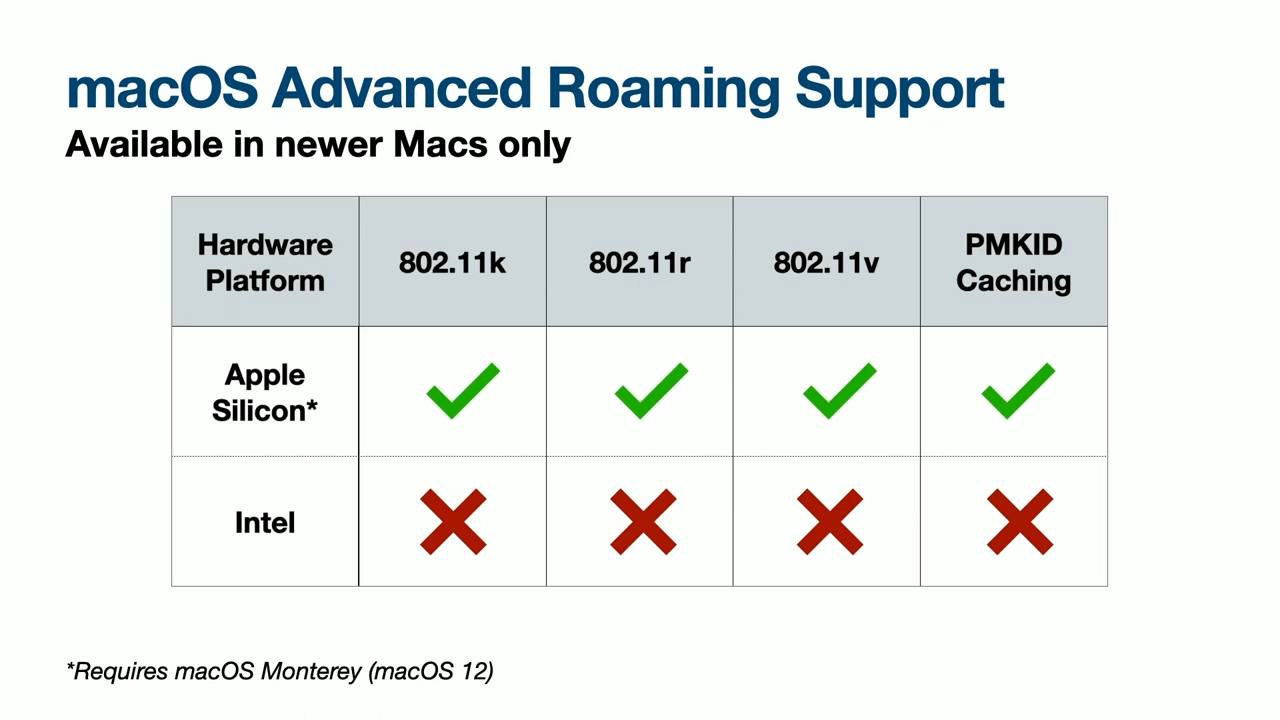 macOS Advanced Roaming Support
Available in newer Macs only
Hardware
Platform
802.11k
802.11r
802.11v
PMKID
Caching
Apple
Silicon*
Intel
*Requires macOS Monterey (macOS 12)